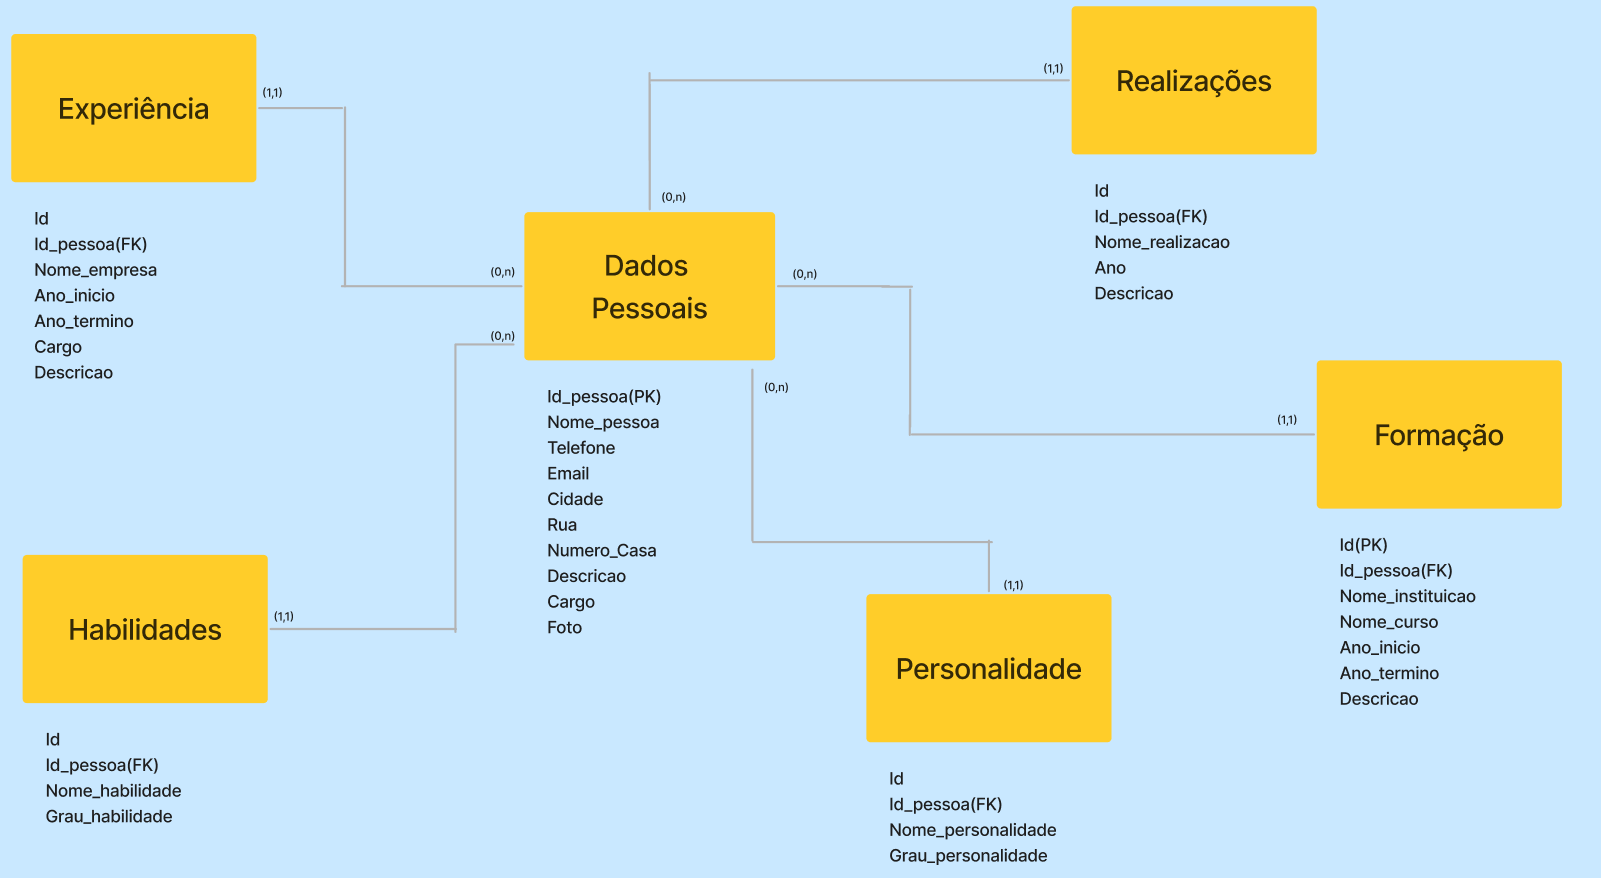 Experiência
(1,1)
Id
Id_pessoa(FK)
Nome_empresa
Ano_inicio
Ano_termino
Cargo
Descricao
Realizações
(1,1)
Id
Id_pessoa(FK)
Nome_realizacao
Ano
Descricao
Dados
Pessoais
(0,n)
(0,n)
(0,n)
(0,n)
(0,n)
Id_pessoa(PK)
Nome_pessoa
Telefone
Email
Cidade
Rua
Numero_Casa
Descricao
Cargo
Foto
Formação
(1,1)
Id(PK)
Id_pessoa(FK)
Nome_instituicao
Nome_curso
Ano_inicio
Ano_termino
Descricao
Habilidades
(1,1)
Id
Id_pessoa(FK)
Nome_habilidade
Grau_habilidade
(1,1)
Personalidade
Id
Id_pessoa(FK)
Nome_personalidade
Grau_personalidade